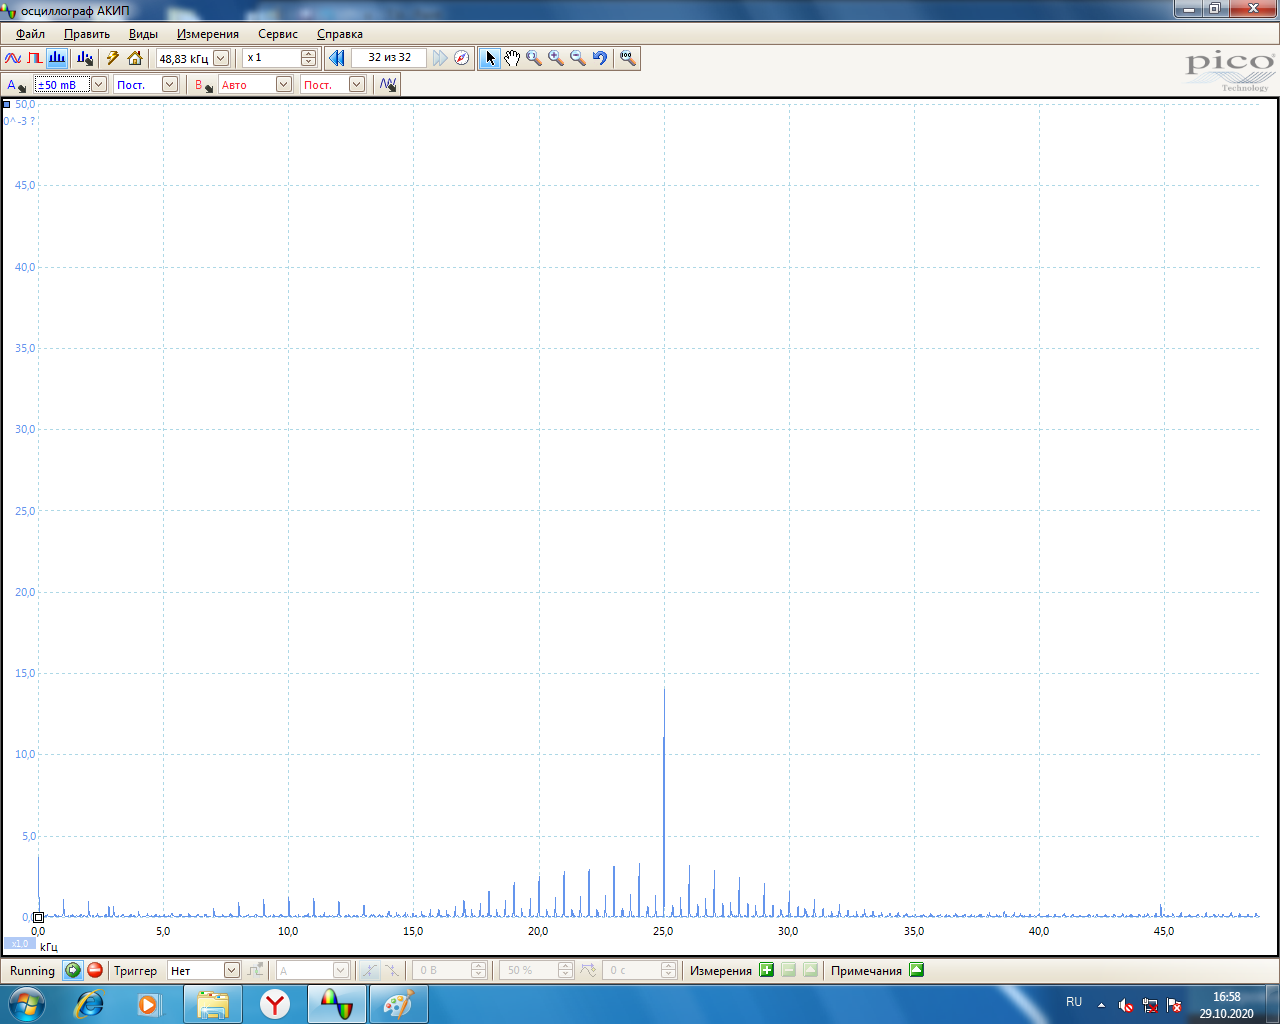 осциллограф АКИП
Файл Править Виды Измерения Сервис Справка
48,83 кГц x 1 32 из 32
pico
Technology
A ±50 mВ Пост. B Авто Пост.
50,0
0^-3 ?
45,0
40,0
35,0
30,0
25,0
20,0
15,0
10,0
5,0
0,0
0,0 5,0 10,0 15,0 20,0 25,0 30,0 35,0 40,0 45,0
x1,0 кГц
Running Триггер Нет A 0 В 50 % 0 с Измерения Примечания
RU 16:58
29.10.2020